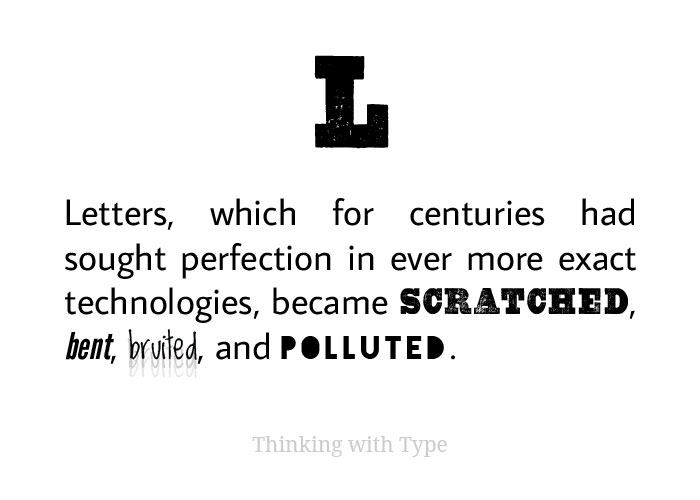 L
Letters, which for centuries had
sought perfection in ever more exact
technologies, became SCRATCHED,
bent, bruited, and POLLUTED.
Thinking with Type